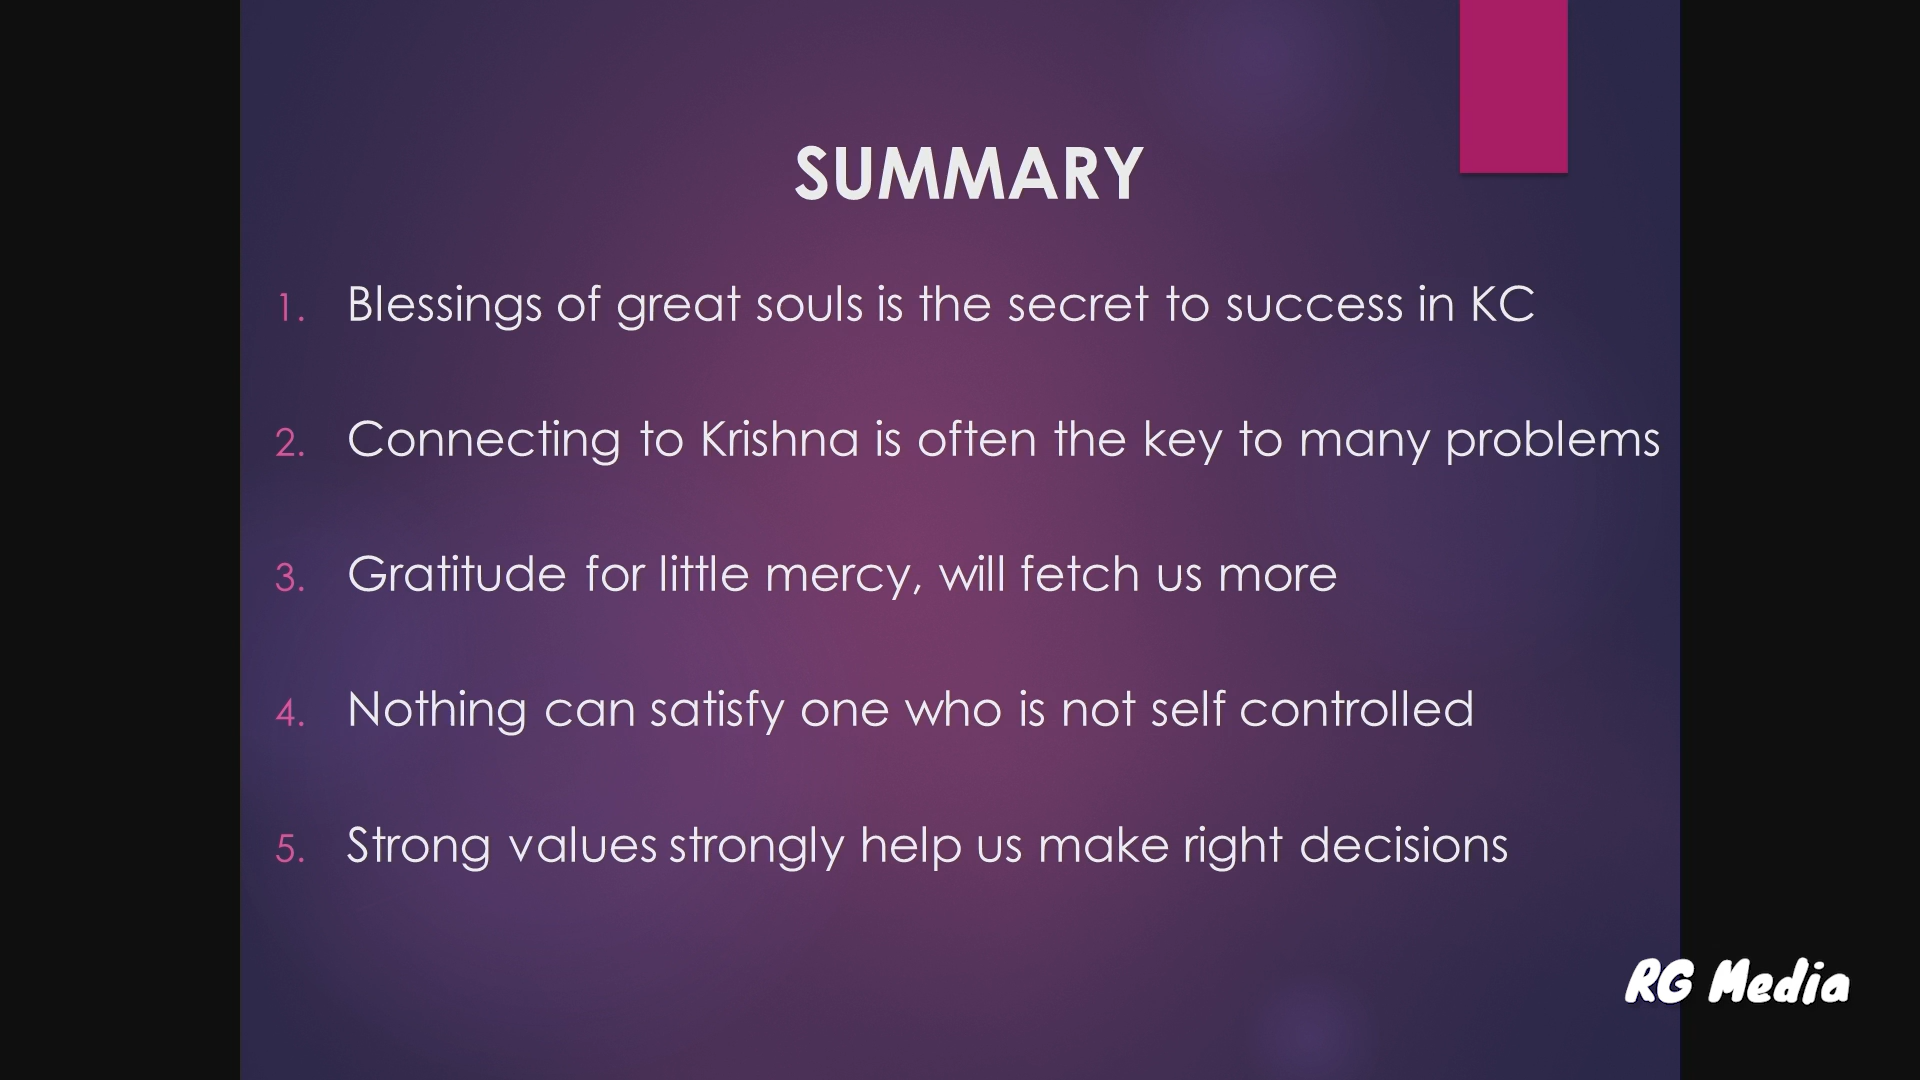 SUMMARY
1. Blessings of great souls is the secret to success in KC
2. Connecting to Krishna is often the key to many problems
3. Gratitude for little mercy, will fetch us more
4. Nothing can satisfy one who is not self controlled
5. Strong values strongly help us make right decisions
RG Media